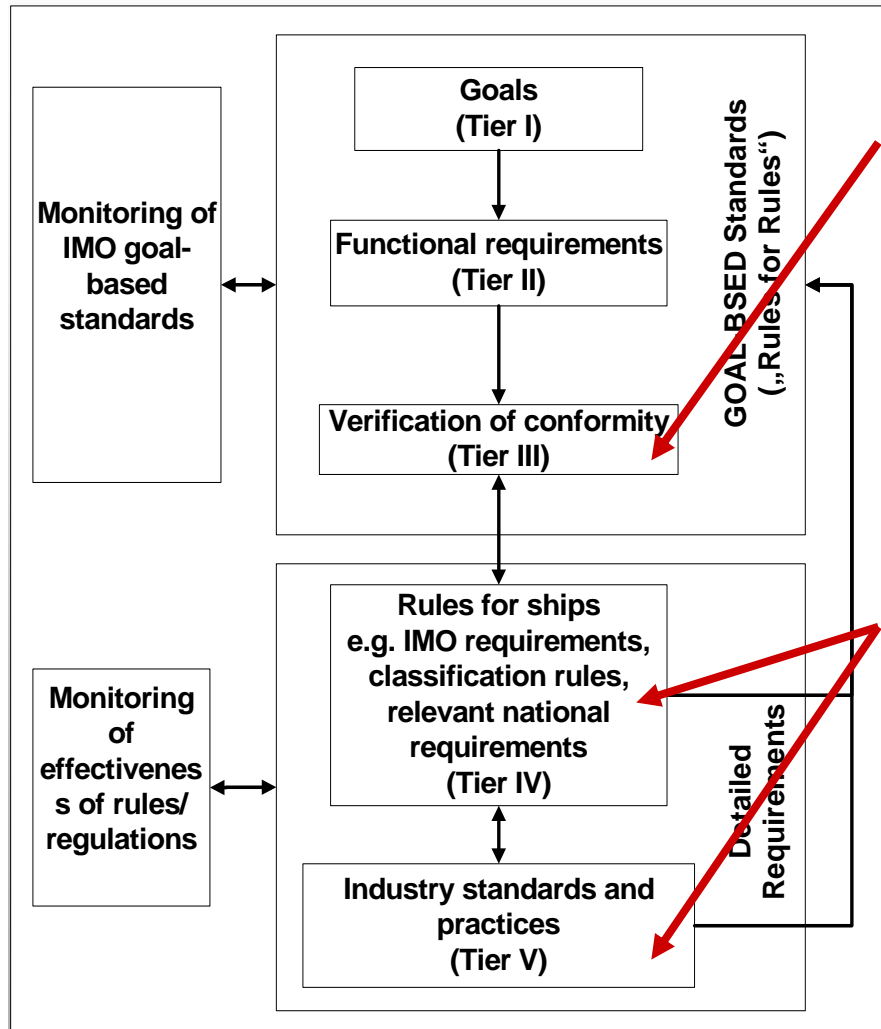 Goals
(Tier I)
Functional requirements
(Tier II)
Verification of conformity
(Tier III)
GOAL-BSED Standards
(„Rules for Rules“)
Monitoring of
IMO goal-
based
standards
Rules for ships
e.g. IMO requirements,
classification rules,
relevant national
requirements
(Tier IV)
Industry standards and
practices
(Tier V)
Detailed
Requirements
Monitoring
of
effectivenes
s of rules/
regulations